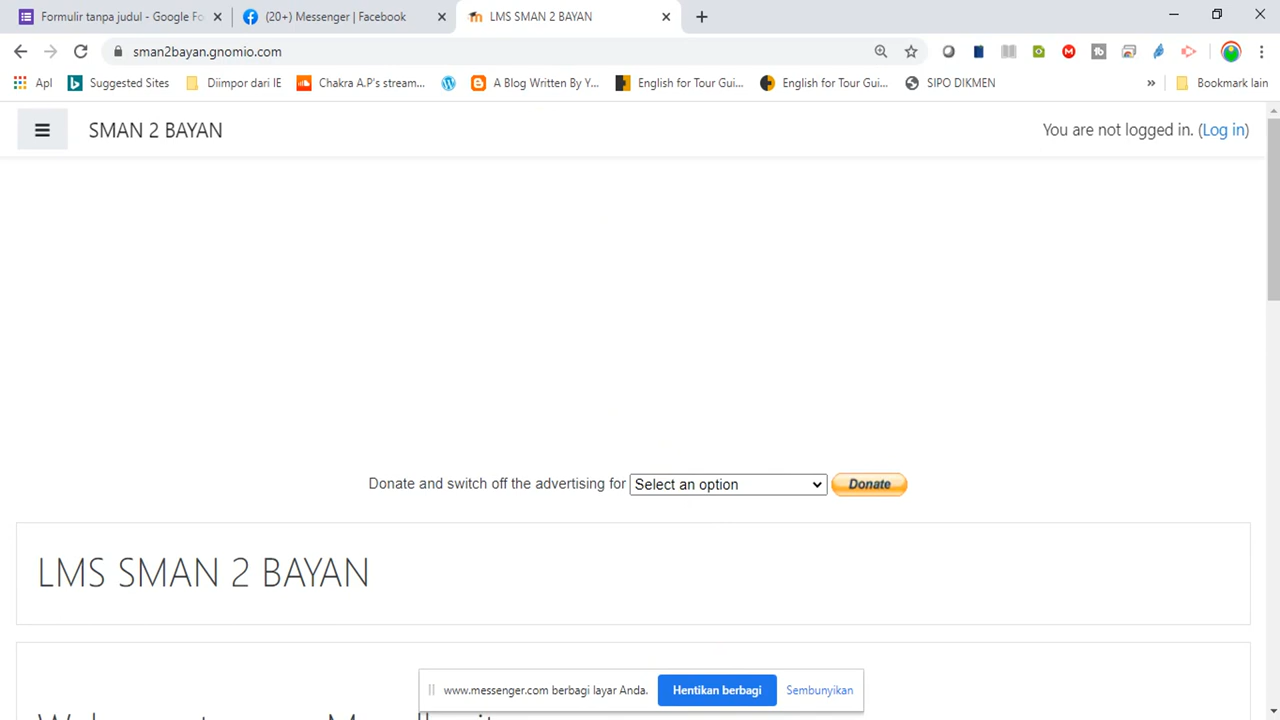 Formulir tanpa judul - Google Fo
(20+) Messenger | Facebook
LMS SMAN 2 BAYAN
sman2bayan.gnomio.com
Apl
Suggested Sites
Diimpor dari IE
Chakra A.P's stream...
A Blog Written By Y...
English for Tour Gui...
English for Tour Gui...
SIPO DIKMEN
Bookmark lain
SMAN 2 BAYAN
You are not logged in. (Log in)
Donate and switch off the advertising for
Select an option
Donate
LMS SMAN 2 BAYAN
www.messenger.com berbagi layar Anda.
Hentikan berbagi
Sembunyikan